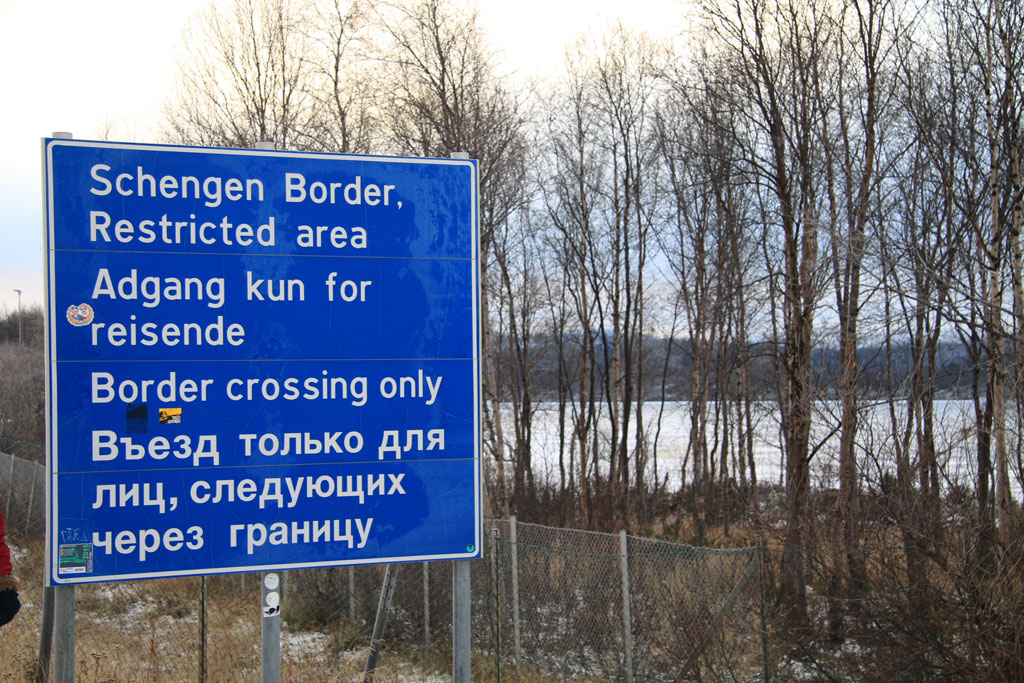 Schengen Border,
Restricted area
Adgang kun for
reisende
Border crossing only
Въезд только для
лиц, следующих
через границу